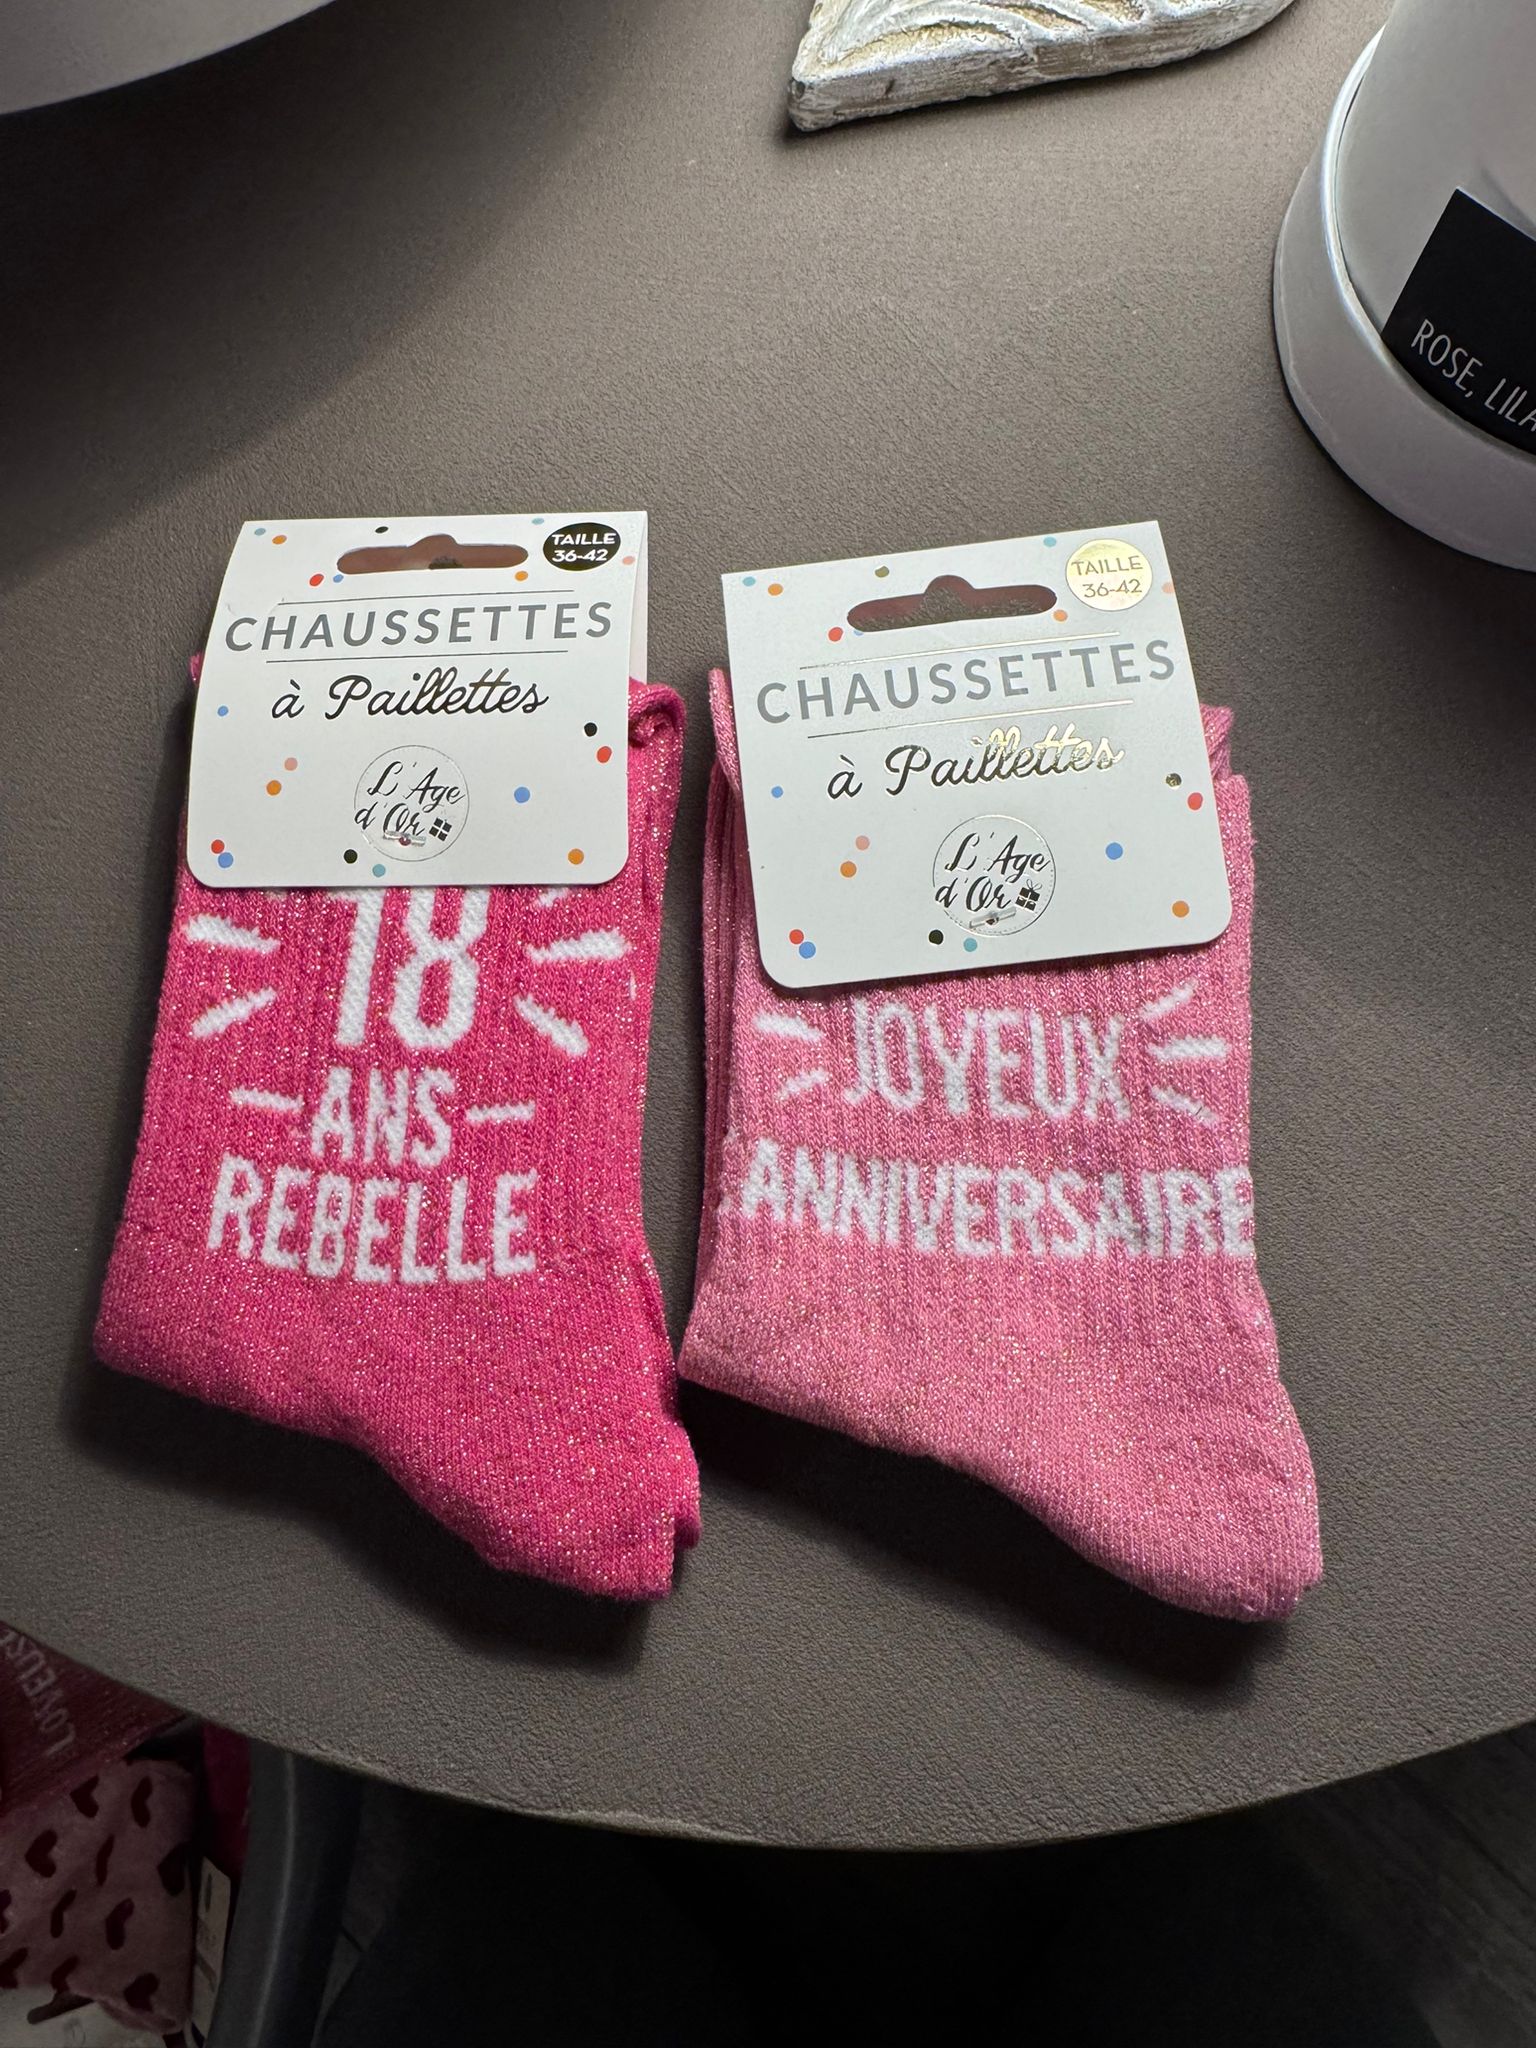 TAILLE
36-42
CHAUSSETTES
à Paillettes
L'Age
d'Or
18
ANS
REBELLE
TAILLE
36-42
CHAUSSETTES
à Paillettes
L'Age
d'Or
JOYEUX
ANNIVERSAIRE
ROSE, LILA
LOVEUSE